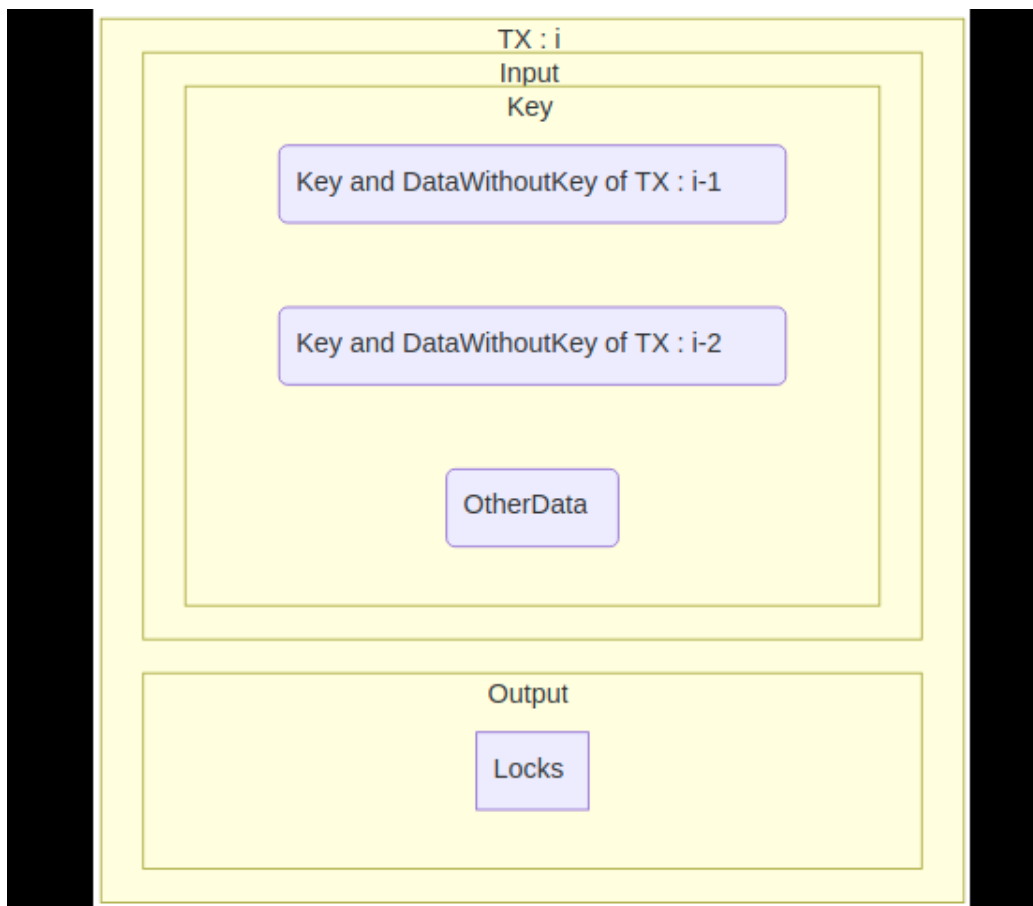 TX : i
Input
Key
Key and DataWithoutKey of TX : i-1
Key and DataWithoutKey of TX : i-2
OtherData
Output
Locks